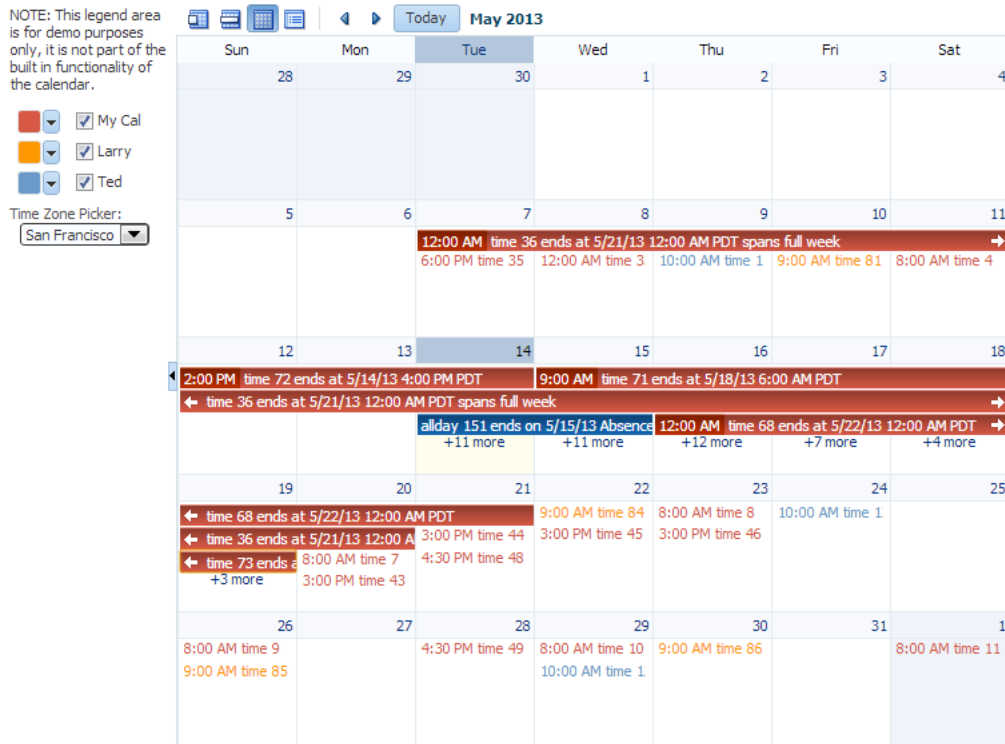 NOTE: This legend area
is for demo purposes
only, it is not part of the
built in functionality of
the calendar.
My Cal
Larry
Ted
Time Zone Picker:
San Francisco
Today May 2013
Sun Mon Tue Wed Thu Fri Sat
28 29 30 1 2 3 4
5 6 7 8 9 10 11
12:00 AM time 36 ends at 5/21/13 12:00 AM PDT spans full week
6:00 PM time 35 12:00 AM time 3 10:00 AM time 1 9:00 AM time 81 8:00 AM time 4
12 13 14 15 16 17 18
2:00 PM time 72 ends at 5/14/13 4:00 PM PDT 9:00 AM time 71 ends at 5/18/13 6:00 AM PDT
time 36 ends at 5/21/13 12:00 AM PDT spans full week
allday 151 ends on 5/15/13 Absence 12:00 AM time 68 ends at 5/22/13 12:00 AM PDT
+11 more +11 more +12 more +7 more +4 more
19 20 21 22 23 24 25
time 68 ends at 5/22/13 12:00 AM PDT 9:00 AM time 84 8:00 AM time 8 10:00 AM time 1
time 36 ends at 5/21/13 12:00 A 3:00 PM time 44 3:00 PM time 45 3:00 PM time 46
time 73 ends a 8:00 AM time 7 4:30 PM time 48
+3 more 3:00 PM time 43
26 27 28 29 30 31 1
8:00 AM time 9 4:30 PM time 49 8:00 AM time 10 9:00 AM time 86 8:00 AM time 11
9:00 AM time 85 10:00 AM time 1